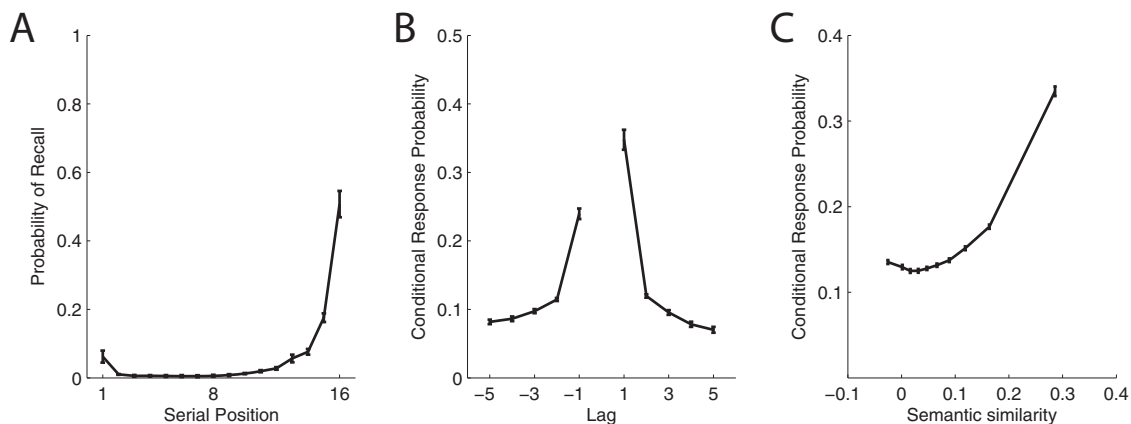 A
Probability of Recall
1
0.8
0.6
0.4
0.2
0
1 8 16
Serial Position
B
Conditional Response Probability
0.5
0.4
0.3
0.2
0.1
0
−5 −3 −1 1 3 5
Lag
C
Conditional Response Probability
0.4
0.3
0.2
0.1
−0.1 0 0.1 0.2 0.3 0.4
Semantic similarity